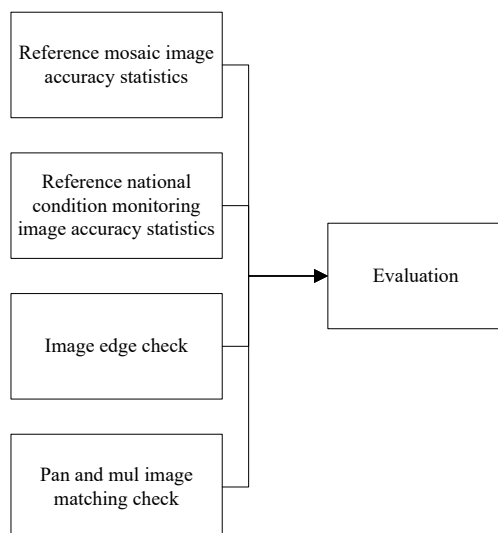 Reference mosaic image
accuracy statistics
Reference national
condition monitoring
image accuracy statistics
Evaluation
Image edge check
Pan and mul image
matching check